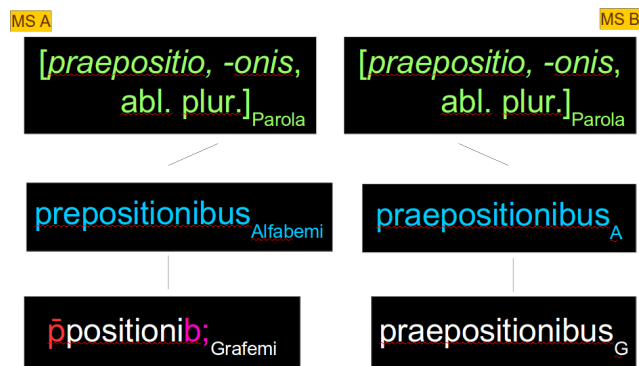 MS A
MS B
[praepositio, -onis,
abl. plur.]Parola
[praepositio, -onis,
abl. plur.]Parola
prepositionibusAlfabemi
praepositionibusA
p̄positionib;Grafemi
praepositionibusG